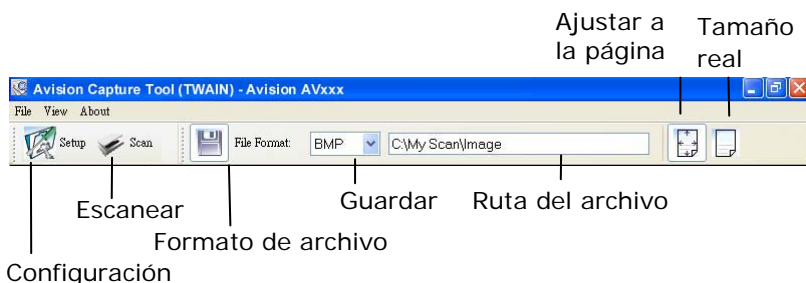 Ajustar a
la página
Tamaño
real
Avision Capture Tool (TWAIN) - Avision AVxxx
File View About
Setup Scan File Format: BMP C:\My Scan\Image
Escanear
Guardar
Ruta del archivo
Formato de archivo
Configuración